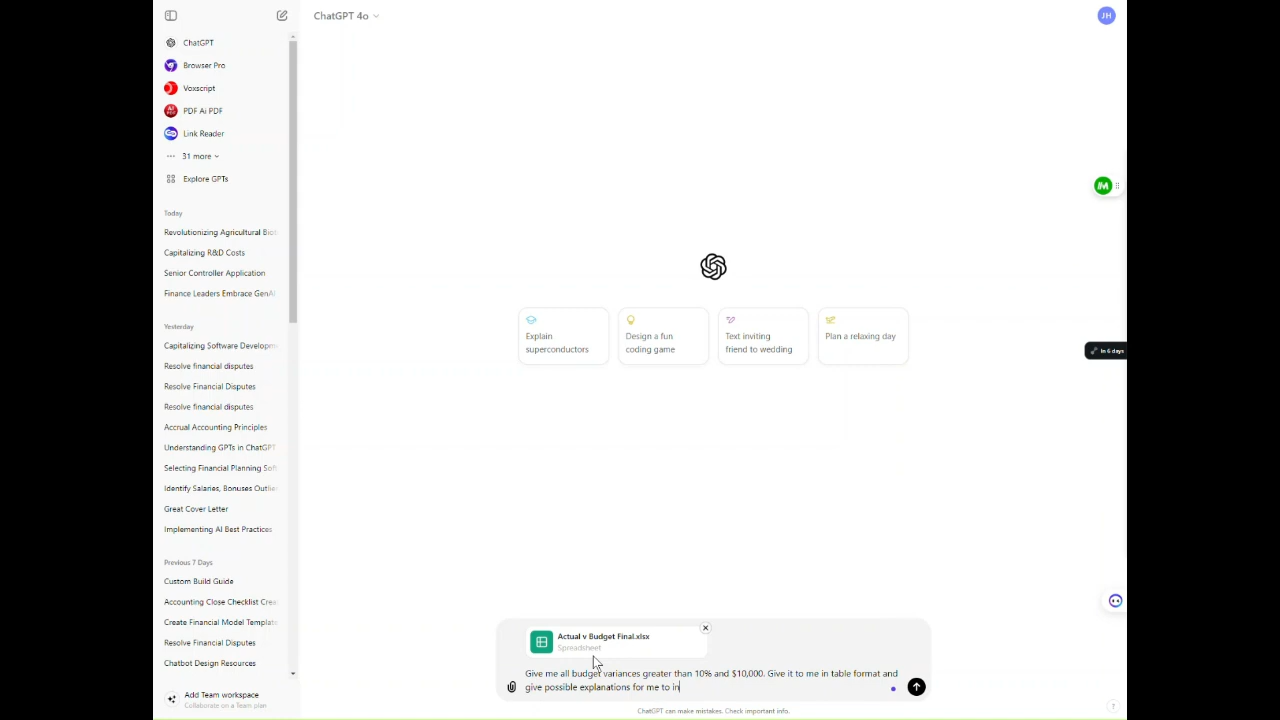 ChatGPT 4o
JH
ChatGPT
Browser Pro
Voxscript
PDF Ai PDF
Link Reader
31 more
Explore GPTs
Today
Revolutionizing Agricultural Bio
Capitalizing R&D Costs
Senior Controller Application
Finance Leaders Embrace GenAI
Yesterday
Capitalizing Software Developm
Resolve financial disputes
Resolve Financial Disputes
Resolve financial disputes
Accrual Accounting Principles
Understanding GPTs in ChatGPT
Selecting Financial Planning Soft
Identify Salaries, Bonuses Outlie
Great Cover Letter
Implementing AI Best Practices
Previous 7 Days
Custom Build Guide
Accounting Close Checklist Crea
Create Financial Model Template
Resolve Financial Disputes
Chatbot Design Resources
Add Team workspace
Collaborate on a Team plan
Explain
superconductors
Design a fun
coding game
Text inviting
friend to wedding
Plan a relaxing day
In 6 days
Actual v Budget Final.xlsx
Spreadsheet
Give me all budget variances greater than 10% and $10,000. Give it to me in table format and
give possible explanations for me to in
ChatGPT can make mistakes. Check important info.
?